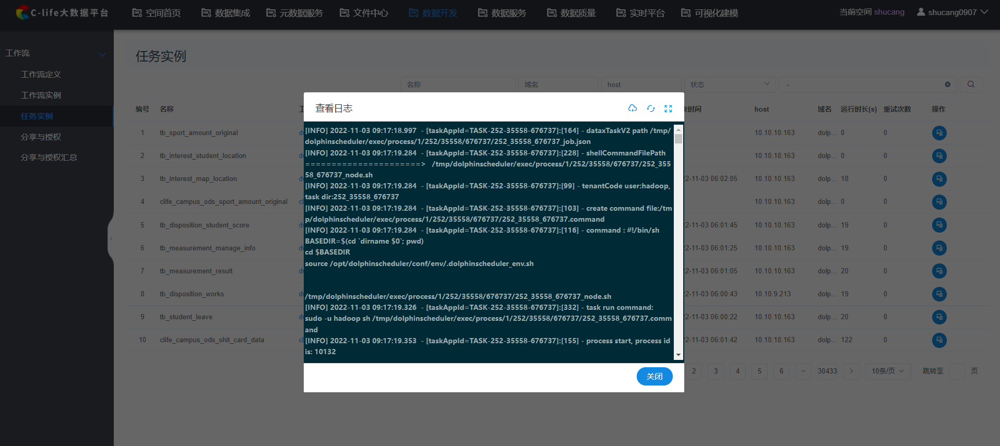 C-life大数据平台
空间首页
数据集成
元数据服务
文件中心
数据开发
数据服务
数据质量
实时平台
可视化建模
当前空间 shucang
shucang0907
工作流
工作流定义
工作流实例
任务实例
分享与授权
分享与授权汇总
任务实例
名称
域名
host
状态
-
编号 名称 束时间 host 域名 运行时长(s) 重试次数 操作
1 tb_sport_amount_original 10.10.10.163 dolp... 0 0
2 tb_interest_student_location 10.10.10.163 dolp... 0 0
3 tb_interest_map_location 2-11-03 06:02:05 10.10.10.163 dolp... 18 0
4 clife_campus_ods_sport_amount_original 10.10.10.163 dolp... 0 0
5 tb_disposition_student_score 2-11-03 06:01:45 10.10.10.163 dolp... 19 0
6 tb_measurement_manage_info 2-11-03 06:01:25 10.10.10.163 dolp... 19 0
7 tb_measurement_result 2-11-03 06:01:05 10.10.10.163 dolp... 20 0
8 tb_disposition_works 2-11-03 06:00:43 10.10.9.213 dolp... 19 0
9 tb_student_leave 2-11-03 06:00:22 10.10.10.163 dolp... 20 0
10 clife_campus_ods_shit_card_data 2-11-03 06:01:42 10.10.10.163 dolp... 122 0
查看日志
[INFO] 2022-11-03 09:17:18.997 - [taskAppId=TASK-252-35558-676737]:[164] - dataxTaskV2 path /tmp/
dolphinscheduler/exec/process/1/252/35558/676737/252_35558_676737_job.json
[INFO] 2022-11-03 09:17:19.284 - [taskAppId=TASK-252-35558-676737]:[228] - shellCommandFilePath
======================> /tmp/dolphinscheduler/exec/process/1/252/35558/676737/252_355
58_676737_node.sh
[INFO] 2022-11-03 09:17:19.284 - [taskAppId=TASK-252-35558-676737]:[99] - tenantCode user:hadoop,
task dir:252_35558_676737
[INFO] 2022-11-03 09:17:19.284 - [taskAppId=TASK-252-35558-676737]:[103] - create command file:/tm
p/dolphinscheduler/exec/process/1/252/35558/676737/252_35558_676737.command
[INFO] 2022-11-03 09:17:19.284 - [taskAppId=TASK-252-35558-676737]:[116] - command : #!/bin/sh
BASEDIR=$(cd `dirname $0`; pwd)
cd $BASEDIR
source /opt/dolphinscheduler/conf/env/.dolphinscheduler_env.sh
/tmp/dolphinscheduler/exec/process/1/252/35558/676737/252_35558_676737_node.sh
[INFO] 2022-11-03 09:17:19.326 - [taskAppId=TASK-252-35558-676737]:[332] - task run command:
sudo -u hadoop sh /tmp/dolphinscheduler/exec/process/1/252/35558/676737/252_35558_676737.comm
and
[INFO] 2022-11-03 09:17:19.353 - [taskAppId=TASK-252-35558-676737]:[155] - process start, process id
is: 10132
关闭
2 3 4 5 6 ... 30433 > 10条/页 跳转至 页